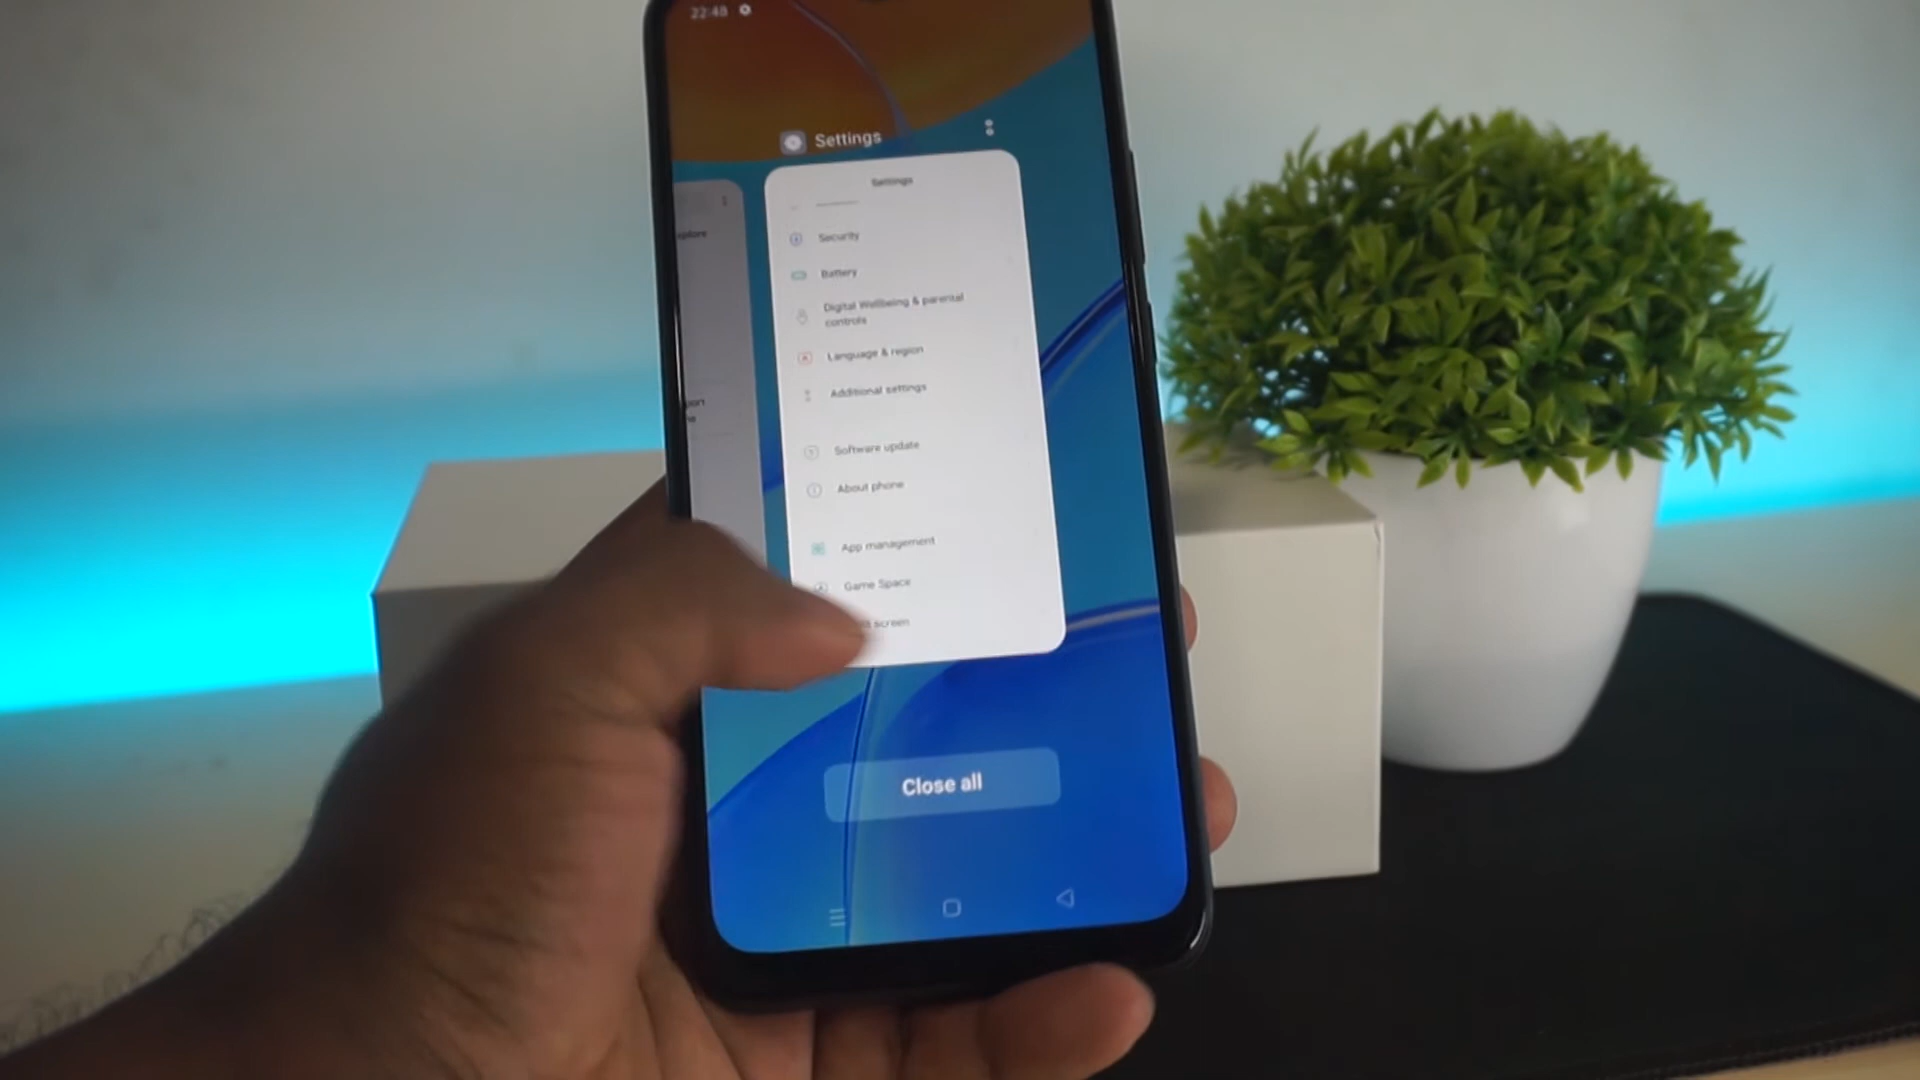 22:48
Settings
Settings
Security
Battery
Digital Wellbeing & parental
controls
Language & region
Additional settings
Software update
About phone
App management
Game Space
screen
Close all